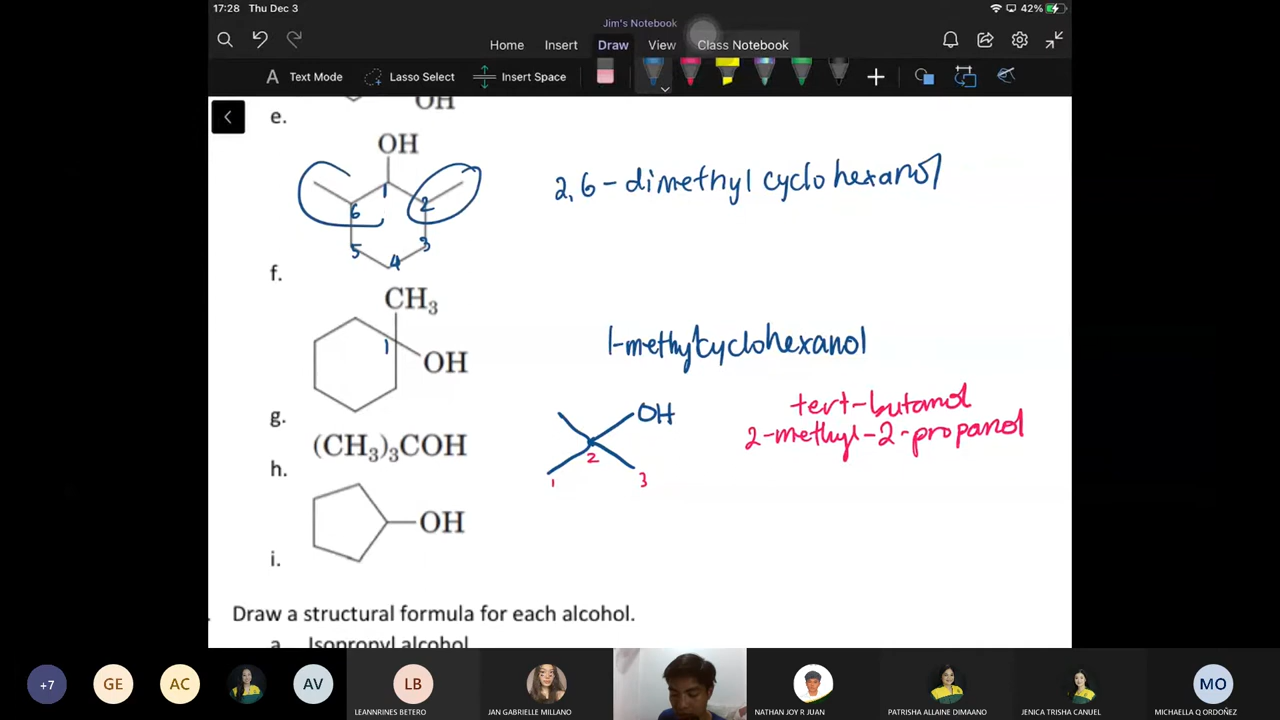 17:28 Thu Dec 3
42%
Jim's Notebook
Home Insert Draw View Class Notebook
A Text Mode Lasso Select Insert Space
OH
e.
OH
1
2
3
4
5
6
2,6-dimethylcyclohexanol
f.
CH₃
1
OH
1-methylcyclohexanol
g.
(CH₃)₃COH
OH
1
2
3
tert-butanol
2-methyl-2-propanol
h.
OH
i.
Draw a structural formula for each alcohol.
a Isopropyl alcohol
+7 GE AC AV LB MO
LEANNRINES BETERO JAN GABRIELLE MILLANO NATHAN JOY R JUAN PATRISHA ALLAINE DIMAANO JENICA TRISHA CANUEL MICHAELLA Q ORDOÑEZ